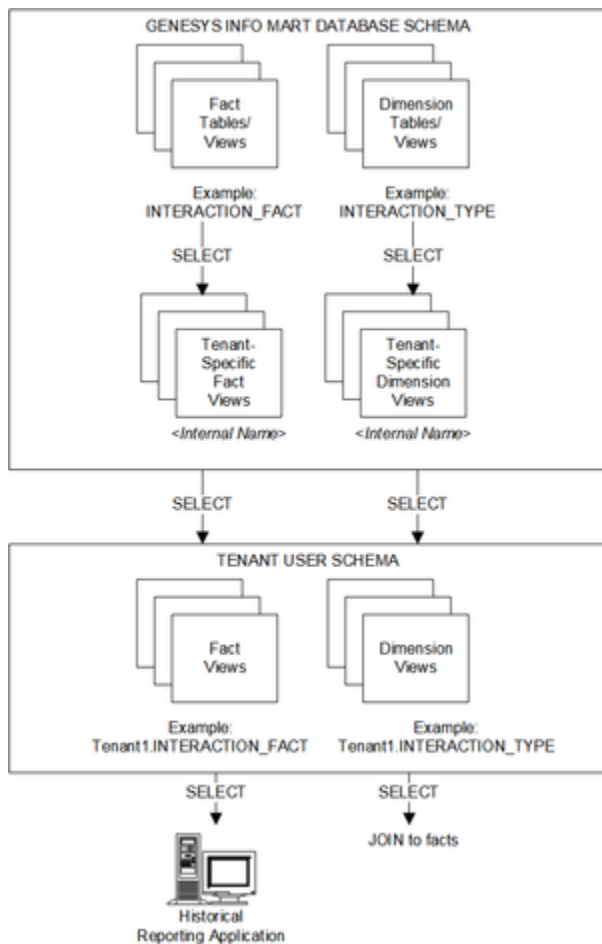 GENESYS INFO MART DATABASE SCHEMA
Fact
Tables/
Views
Dimension
Tables/
Views
Example:
INTERACTION_FACT
Example:
INTERACTION_TYPE
SELECT
SELECT
Tenant-
Specific
Fact
Views
Tenant-
Specific
Dimension
Views
<Internal Name>
<Internal Name>
SELECT
SELECT
TENANT USER SCHEMA
Fact
Views
Dimension
Views
Example:
Tenant1.INTERACTION_FACT
Example:
Tenant1.INTERACTION_TYPE
SELECT
SELECT
JOIN to facts
Historical
Reporting Application